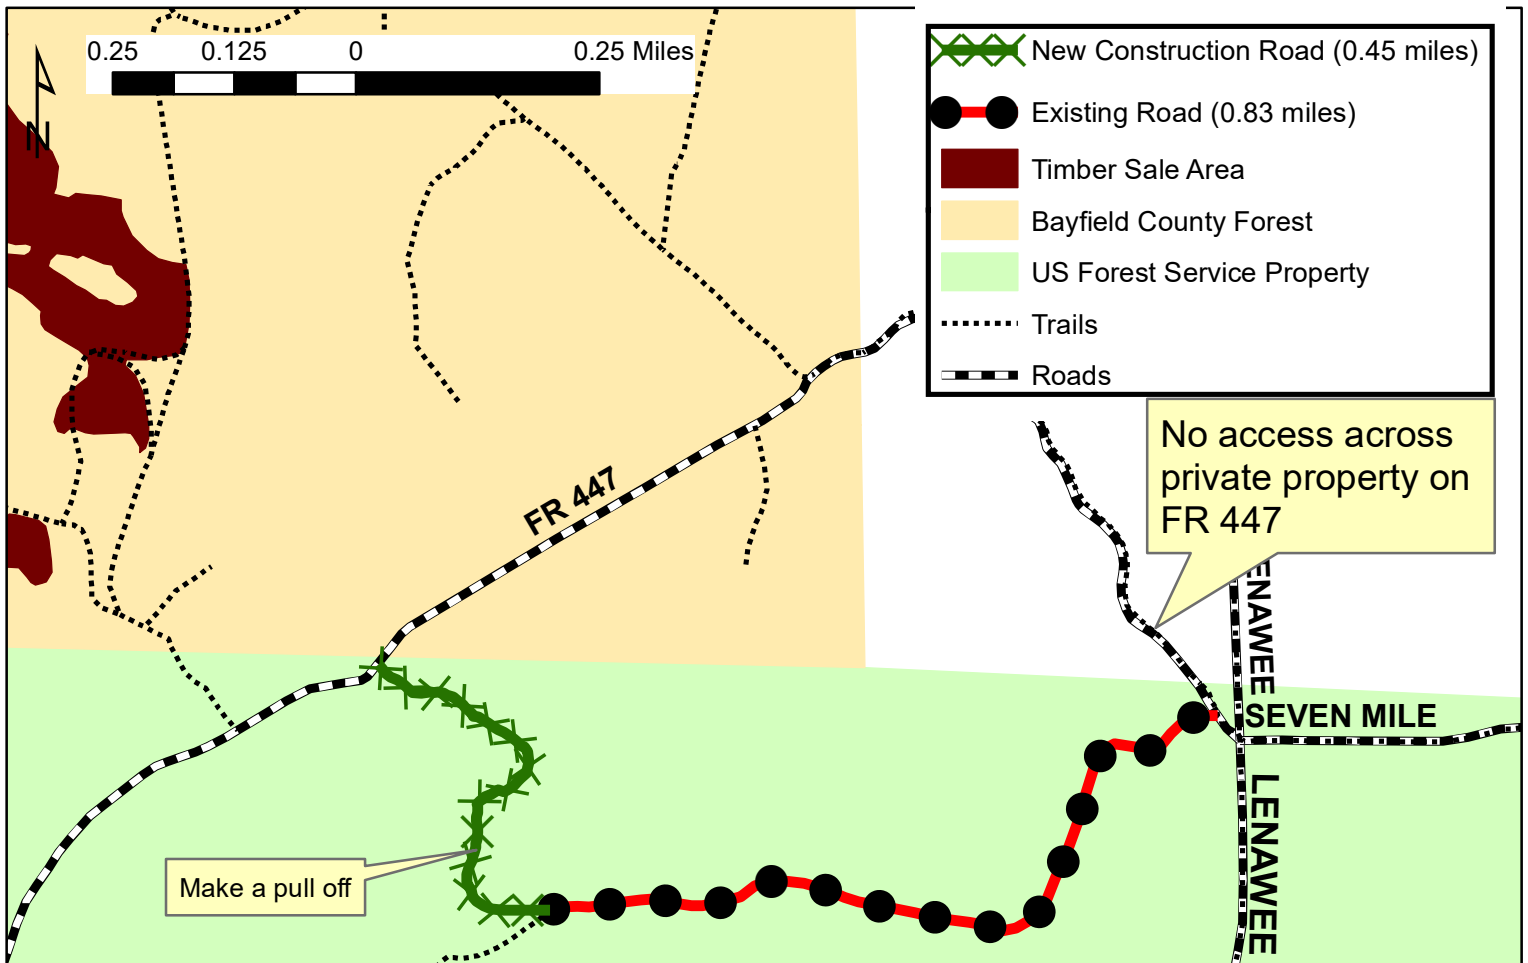 0.25 0.125 0 0.25 Miles
N
New Construction Road (0.45 miles)
Existing Road (0.83 miles)
Timber Sale Area
Bayfield County Forest
US Forest Service Property
Trails
Roads
No access across
private property on
FR 447
FR 447
ENAWEE
SEVEN MILE
LENAWEE
Make a pull off